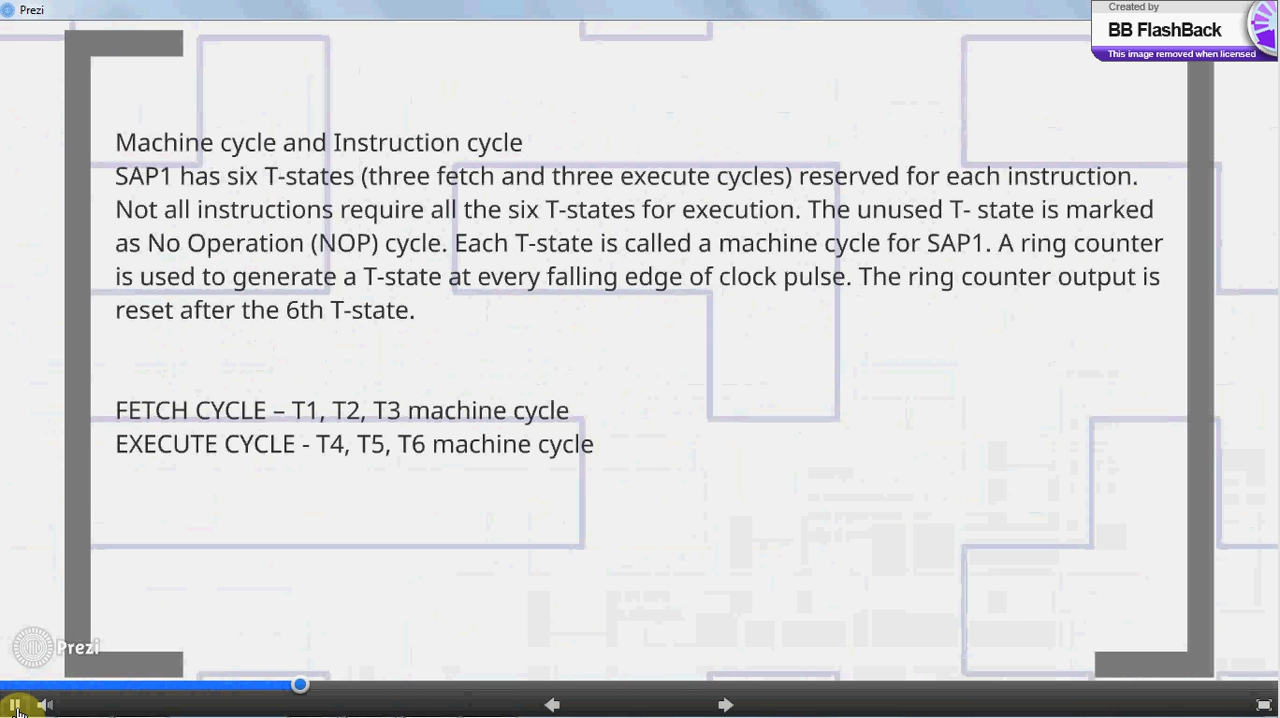 Prezi
Created by
BB FlashBack
This image removed when licensed
Machine cycle and Instruction cycle
SAP1 has six T-states (three fetch and three execute cycles) reserved for each instruction.
Not all instructions require all the six T-states for execution. The unused T- state is marked
as No Operation (NOP) cycle. Each T-state is called a machine cycle for SAP1. A ring counter
is used to generate a T-state at every falling edge of clock pulse. The ring counter output is
reset after the 6th T-state.
FETCH CYCLE – T1, T2, T3 machine cycle
EXECUTE CYCLE - T4, T5, T6 machine cycle
Prezi